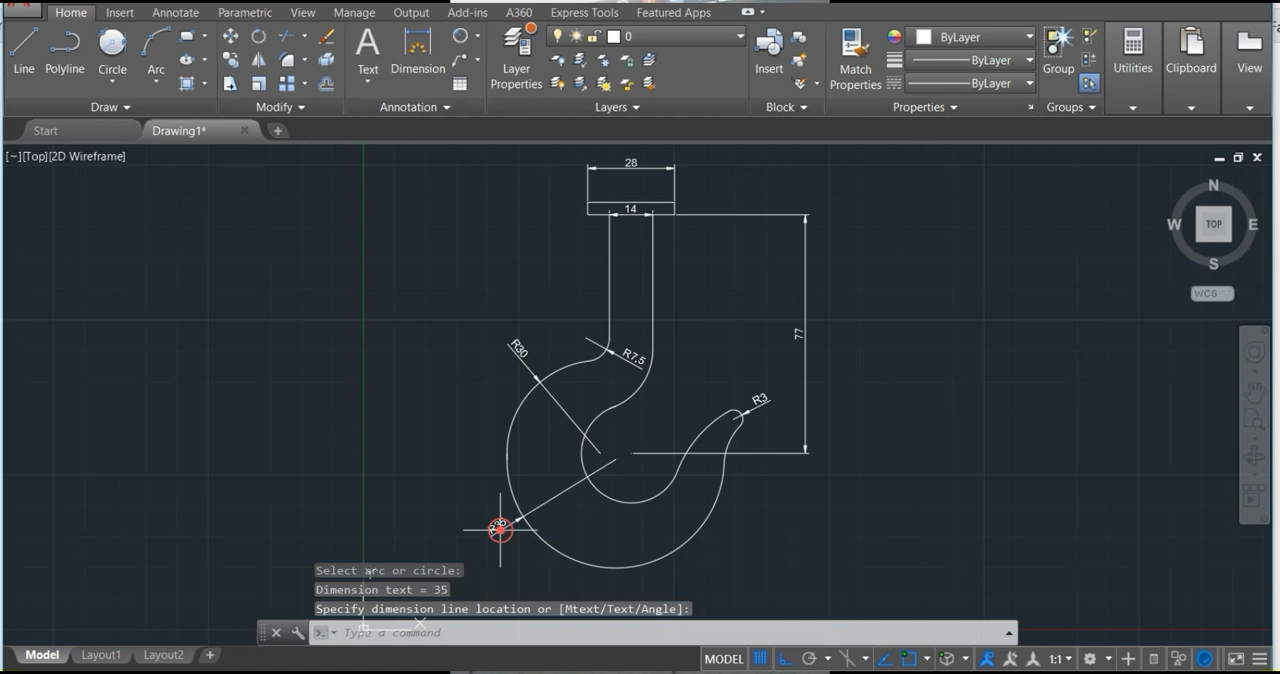 Home Insert Annotate Parametric View Manage Output Add-ins A360 Express Tools Featured Apps
Line Polyline Circle Arc
Text Dimension
Layer Properties
0
Insert
Match Properties
ByLayer
ByLayer
ByLayer
Group Utilities Clipboard View
Draw Modify Annotation Layers Block Properties Groups
Start Drawing1*
[−][Top][2D Wireframe]
N
W TOP E
S
WCS
28
14
77
R30
R7,5
R3
R35
Select arc or circle:
Dimension text = 35
Specify dimension line location or [Mtext/Text/Angle]:
Type a command
Model Layout1 Layout2
MODEL 1:1